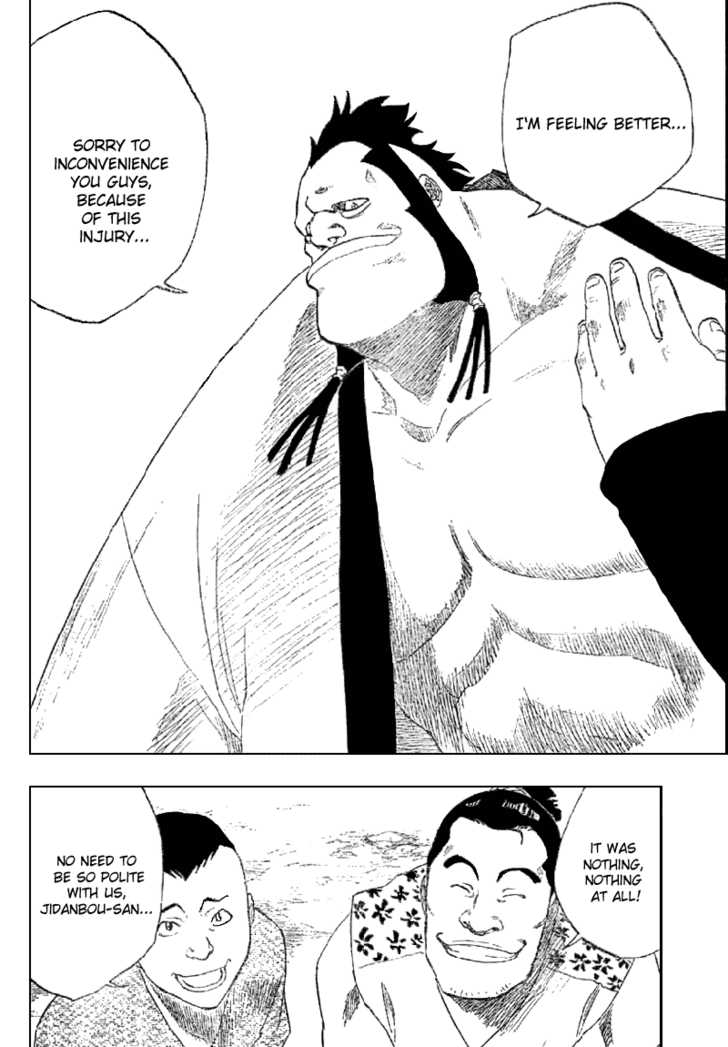 I'M FEELING BETTER...
SORRY TO
INCONVENIENCE
YOU GUYS,
BECAUSE
OF THIS
INJURY...
IT WAS
NOTHING,
NOTHING
AT ALL!
NO NEED TO
BE SO POLITE
WITH US,
JIDANBOU-SAN...